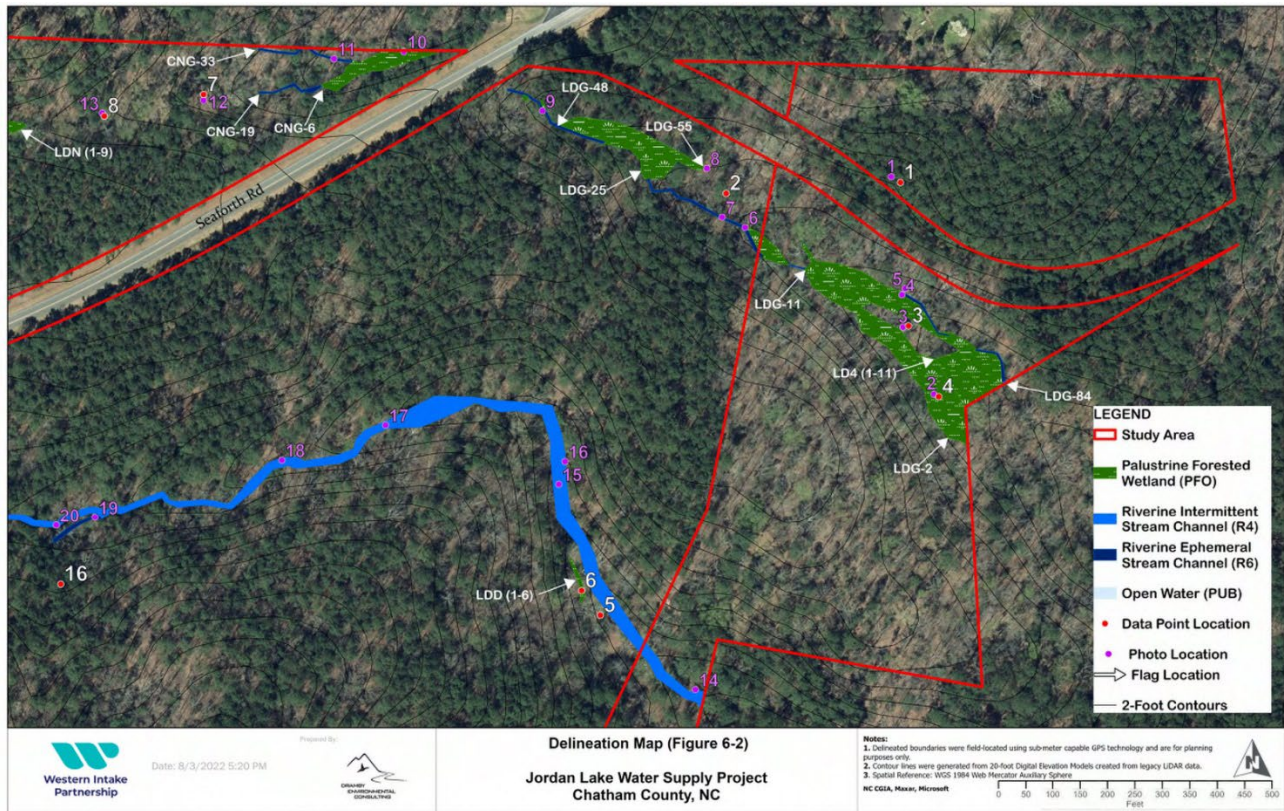 CNG-33
11
10
7
12
13
8
CNG-19
CNG-6
LDN (1-9)
Seaforth Rd
9
LDG-48
LDG-55
8
LDG-25
2
7
6
1
1
LDG-11
5
4
3
3
LD4 (1-11)
2
4
LDG-84
LDG-2
17
18
16
15
20
19
16
LDD (1-6)
6
5
14
LEGEND
Study Area
Palustrine Forested
Wetland (PFO)
Riverine Intermittent
Stream Channel (R4)
Riverine Ephemeral
Stream Channel (R6)
Open Water (PUB)
Data Point Location
Photo Location
Flag Location
2-Foot Contours
Western Intake
Partnership
Date: 8/3/2022 5:20 PM
Prepared By:
ENVIRONMENTAL
CONSULTING
Delineation Map (Figure 6-2)
Jordan Lake Water Supply Project
Chatham County, NC
Notes:
1. Delineated boundaries were field-located using sub-meter capable GPS technology and are for planning
purposes only.
2. Contour lines were generated from 20-foot Digital Elevation Models created from legacy LiDAR data.
3. Spatial Reference: WGS 1984 Web Mercator Auxiliary Sphere
NC CGIA, Maxar, Microsoft
N
0 50 100 150 200 250 300 350 400 450 500
Feet